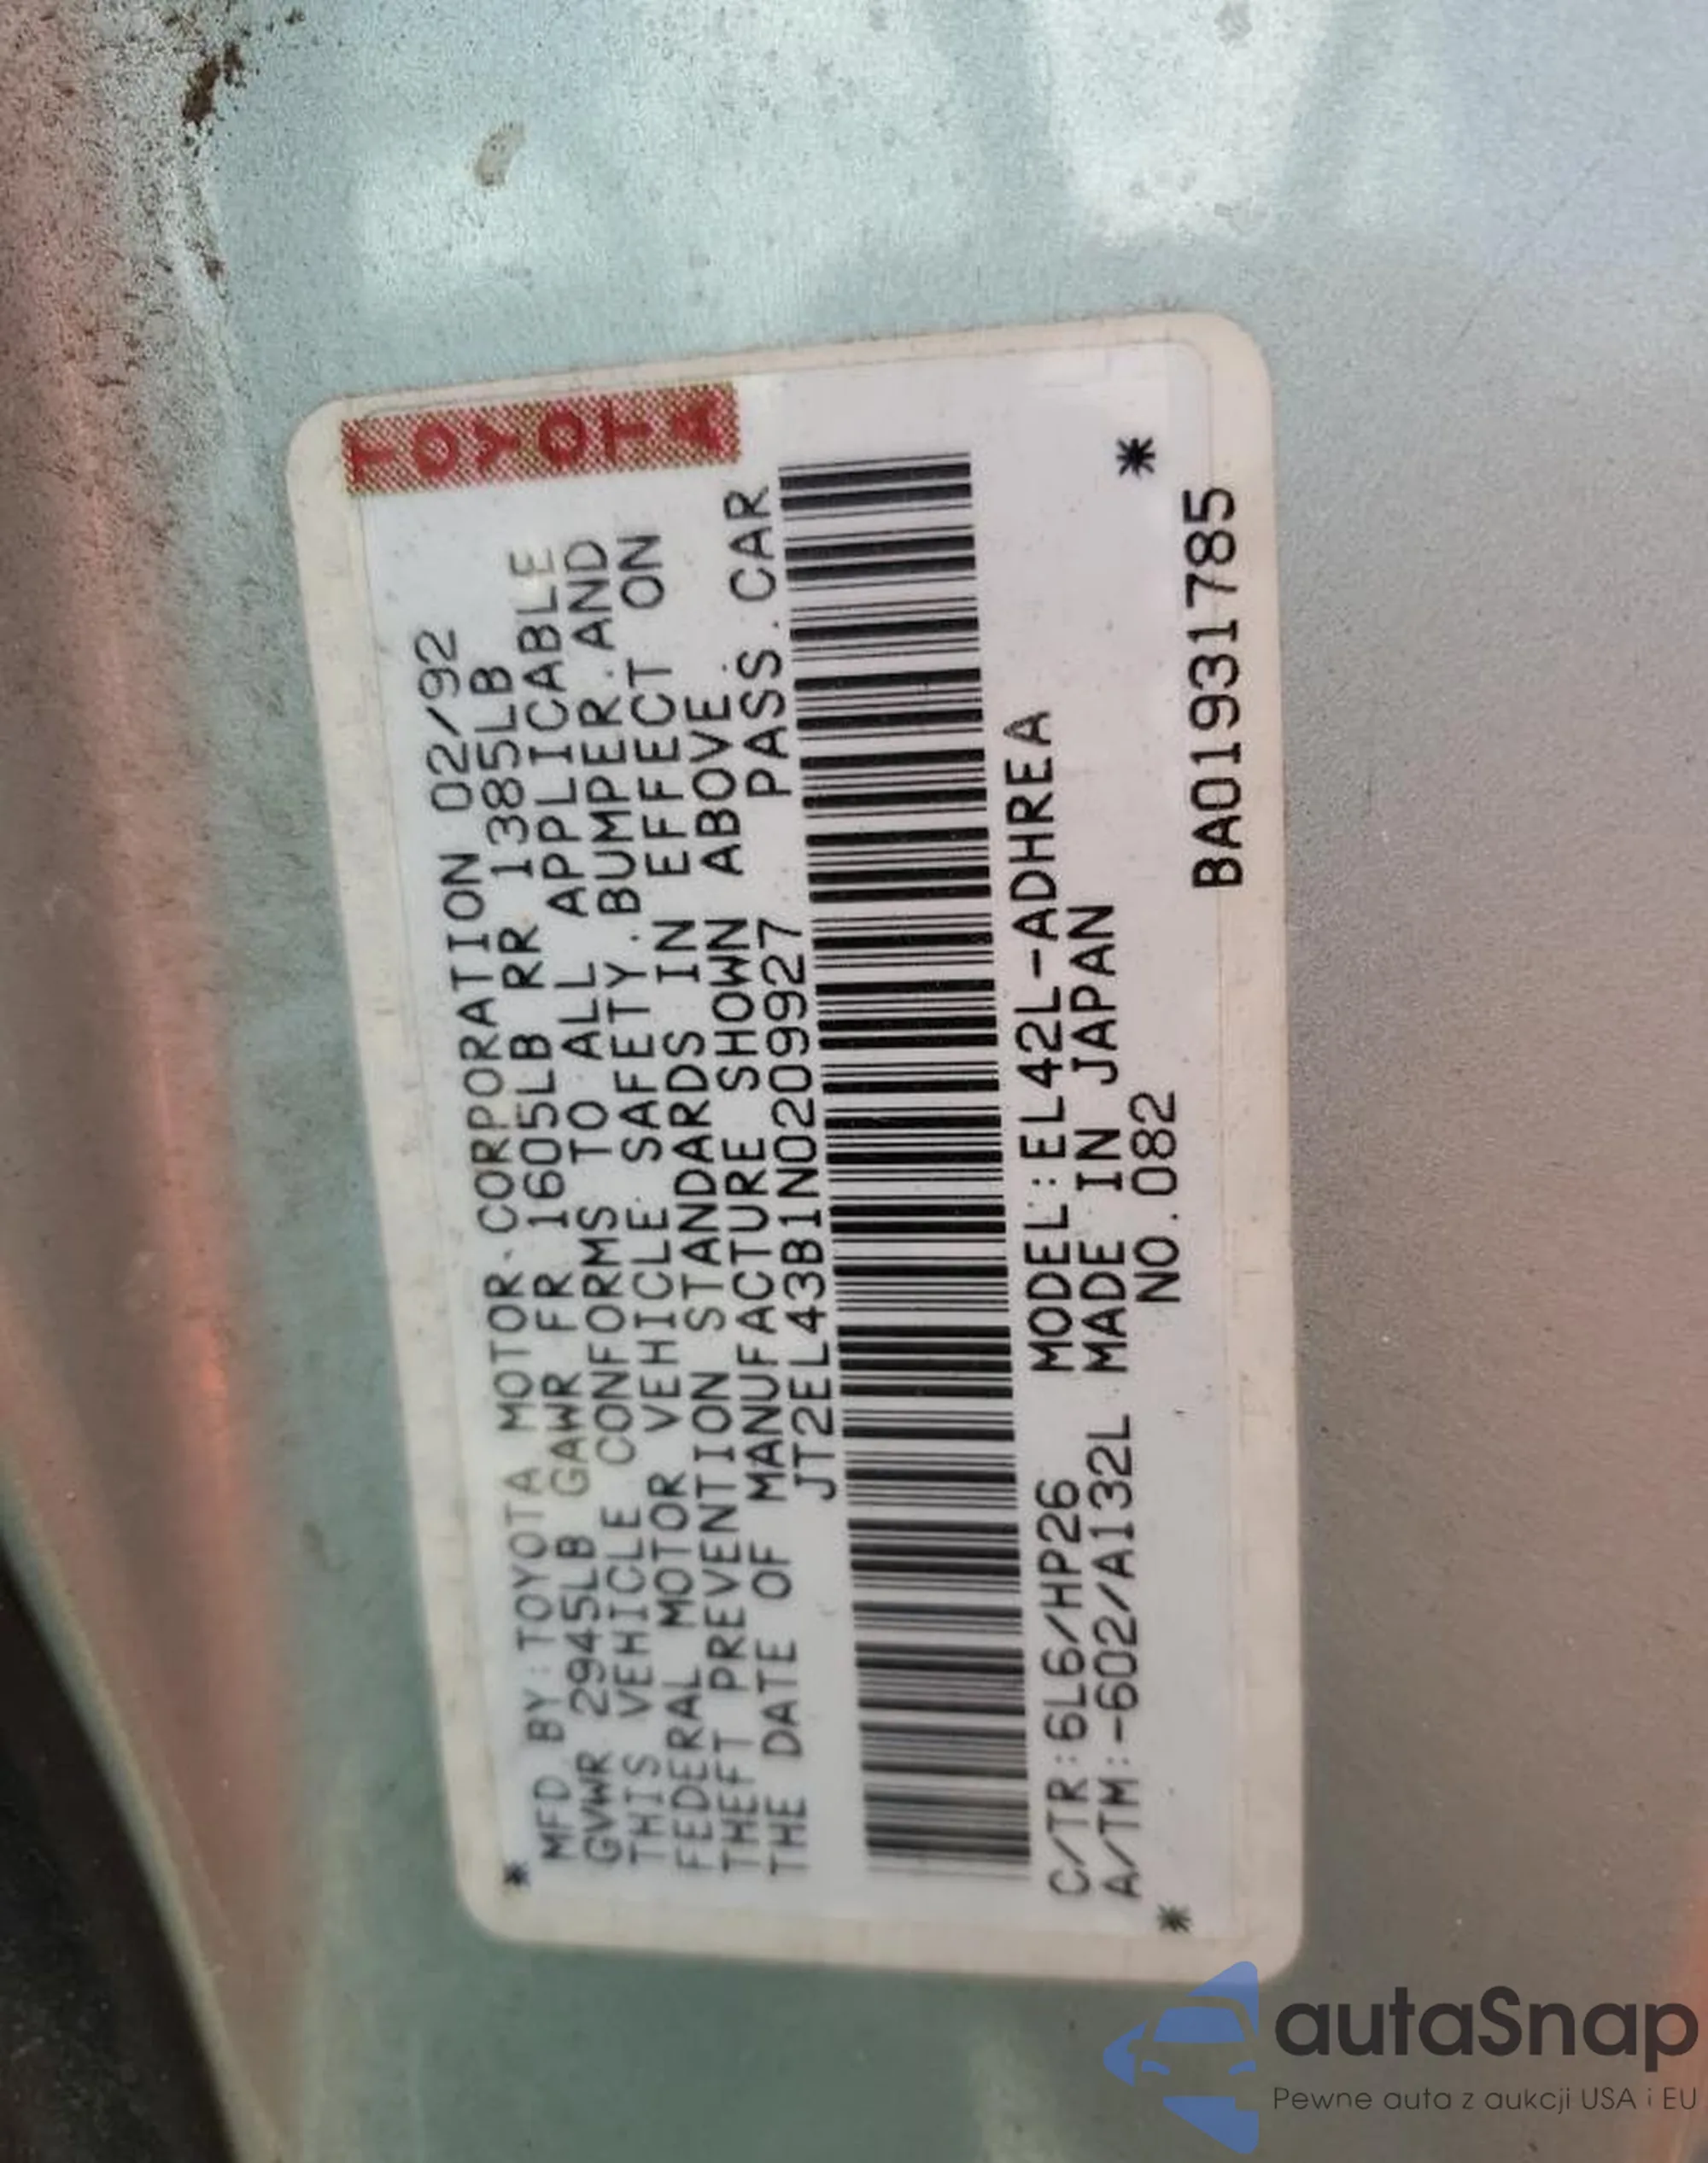 TOYOTA
* MFD BY:TOYOTA MOTOR CORPORATION 02/92
GVWR 2945LB GAWR FR 1605LB RR 1385LB
THIS VEHICLE CONFORMS TO ALL APPLICABLE
FEDERAL MOTOR VEHICLE SAFETY.BUMPER.AND
THEFT PREVENTION STANDARDS IN EFFECT ON
THE DATE OF MANUFACTURE SHOWN ABOVE.
JT2EL43B1N0209927 PASS.CAR
C/TR:6L6/HP26 MODEL:EL42L-ADHREA
A/TM:-602/A132L MADE IN JAPAN
* NO.082 *
BA01931785
autaSnap
Pewne auta z aukcji USA i EU